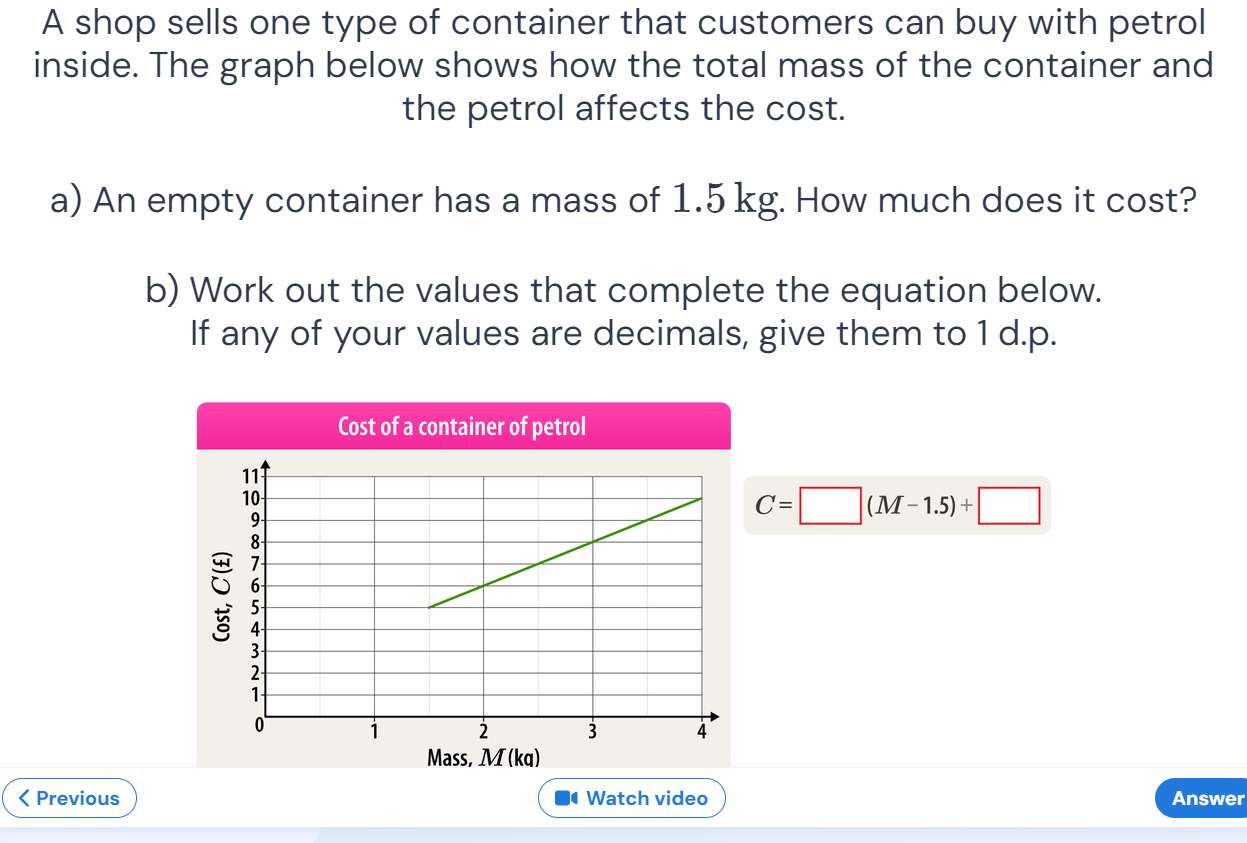 A shop sells one type of container that customers can buy with petrol
inside. The graph below shows how the total mass of the container and
the petrol affects the cost.
a) An empty container has a mass of 1.5 kg. How much does it cost?
b) Work out the values that complete the equation below.
If any of your values are decimals, give them to 1 d.p.
Cost of a container of petrol
Cost, C (£)
11
10
9
8
7
6
5
4
3
2
1
0
1 2 3 4
Mass, M (kg)
C = (M − 1.5) +
Previous
Watch video
Answer